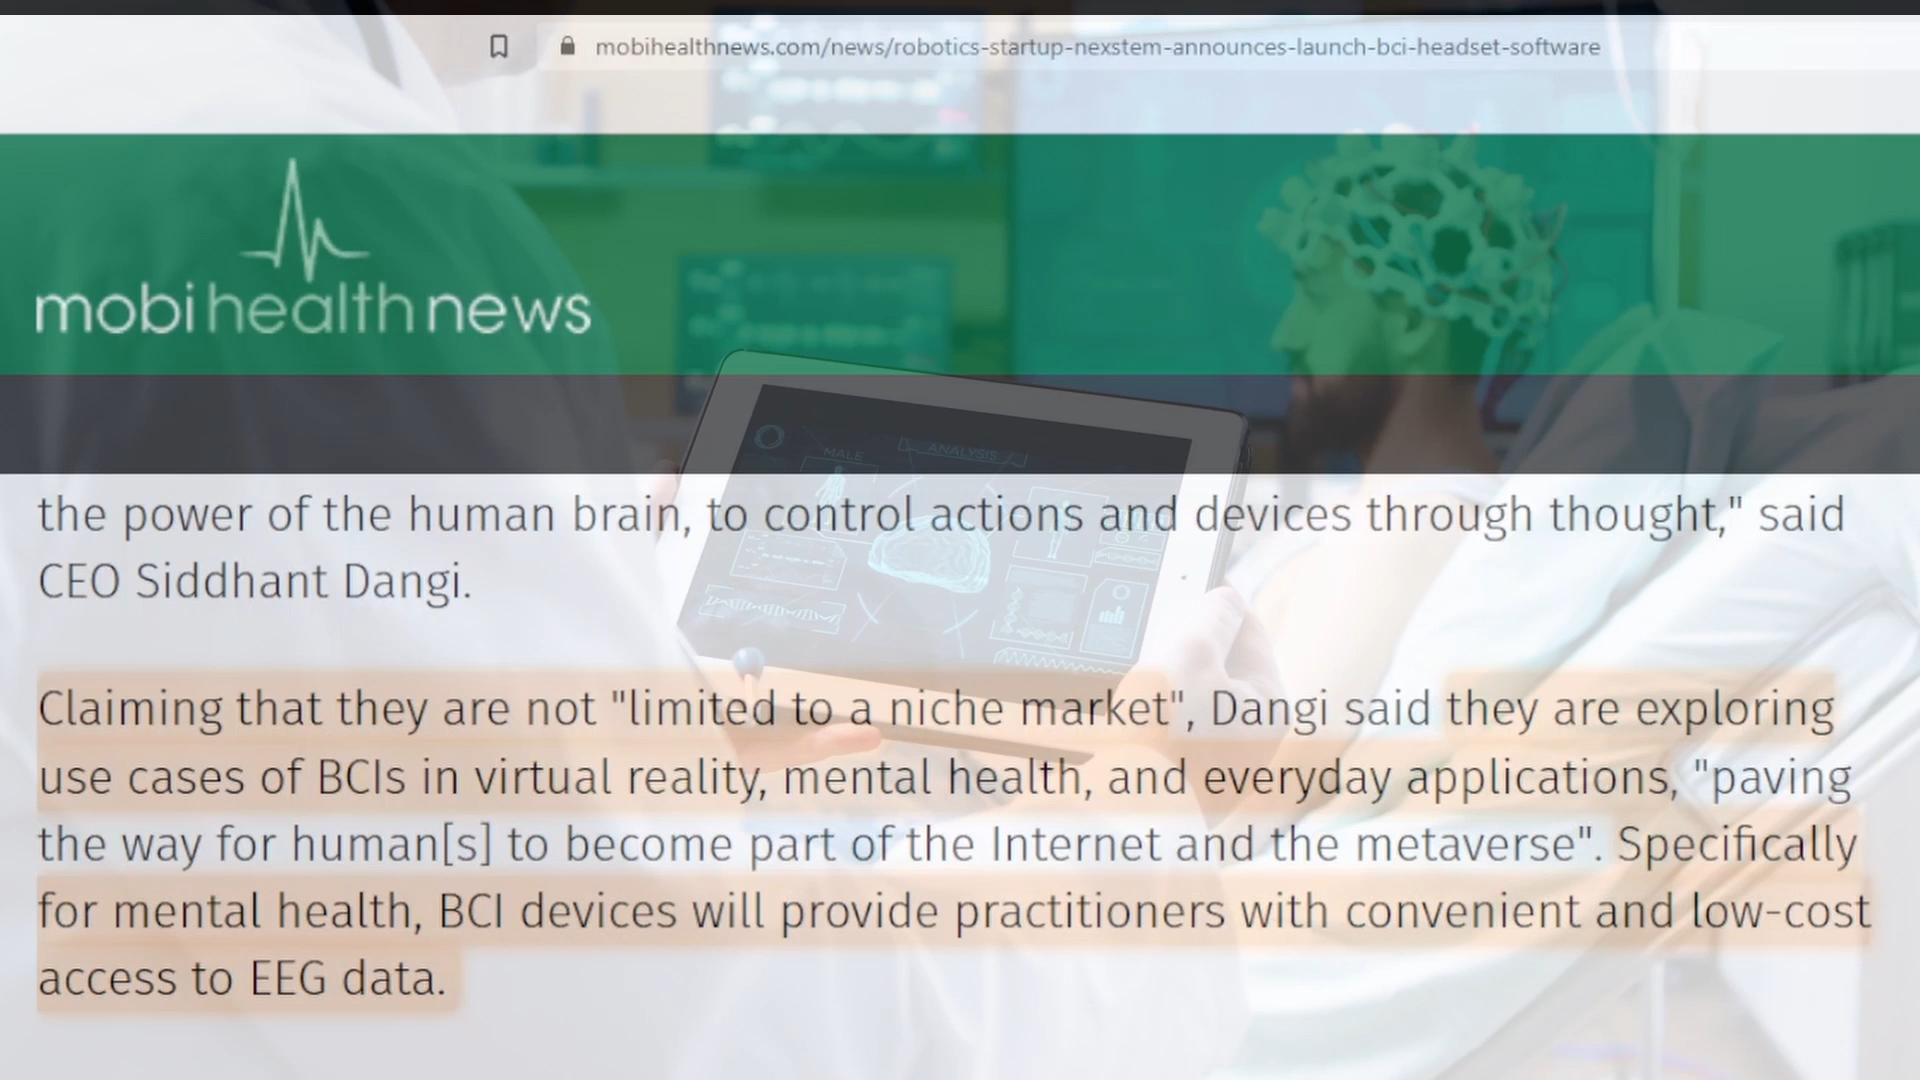 mobihealthnews.com/news/robotics-startup-nexstem-announces-launch-bci-headset-software
mobihealthnews
MALE
ANALYSIS
the power of the human brain, to control actions and devices through thought," said
CEO Siddhant Dangi.
Claiming that they are not "limited to a niche market", Dangi said they are exploring
use cases of BCIs in virtual reality, mental health, and everyday applications, "paving
the way for human[s] to become part of the Internet and the metaverse". Specifically
for mental health, BCI devices will provide practitioners with convenient and low-cost
access to EEG data.